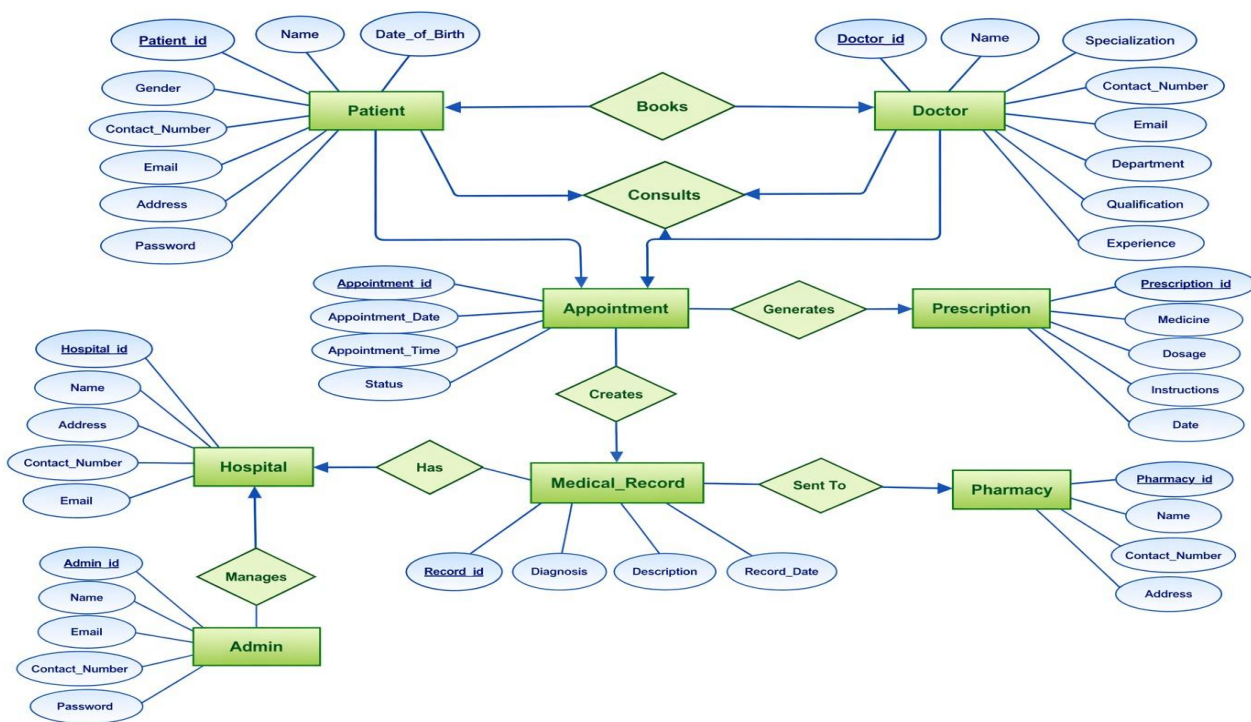 Patient_id
Name
Date_of_Birth
Gender
Contact_Number
Email
Address
Password
Patient
Books
Doctor_id
Name
Specialization
Contact_Number
Email
Department
Qualification
Experience
Doctor
Consults
Appointment_id
Appointment_Date
Appointment_Time
Status
Appointment
Generates
Prescription
Prescription_id
Medicine
Dosage
Instructions
Date
Creates
Hospital_id
Name
Address
Contact_Number
Email
Hospital
Has
Medical_Record
Sent To
Pharmacy
Pharmacy_id
Name
Contact_Number
Address
Record_id
Diagnosis
Description
Record_Date
Manages
Admin_id
Name
Email
Contact_Number
Password
Admin